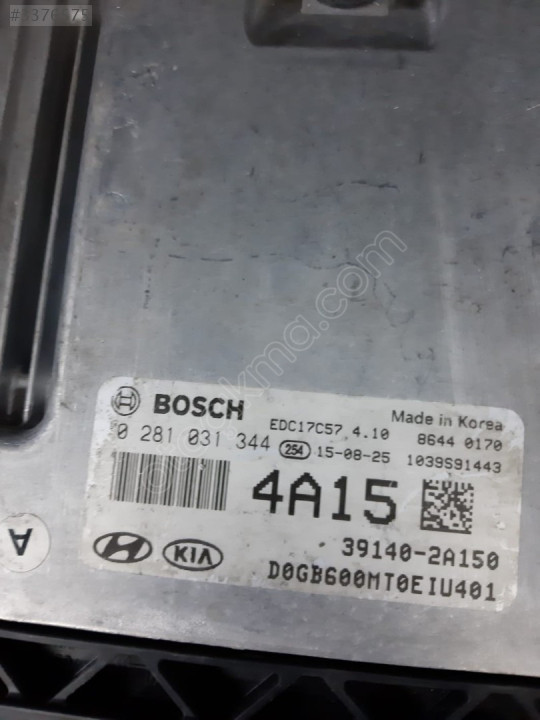 BOSCH
EDC17C57 4.10
Made in Korea
8644 0170
0 281 031 344
254
15-08-25
1039S91443
4A15
KIA
39140-2A150
D0GB600MT0EIU401
A